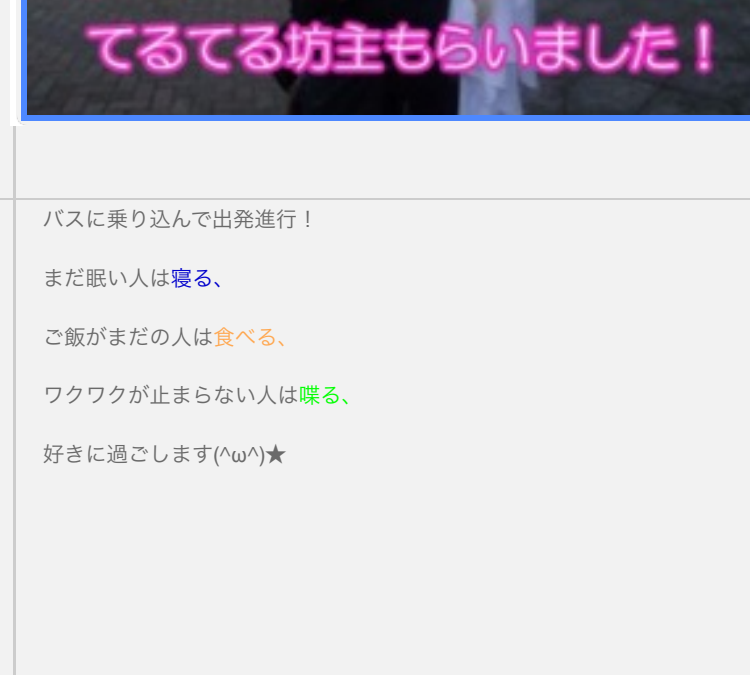 てるてる坊主もらいました！
バスに乗り込んで出発進行！
まだ眠い人は寝る、
ご飯がまだの人は食べる、
ワクワクが止まらない人は喋る、
好きに過ごします(^ω^)★